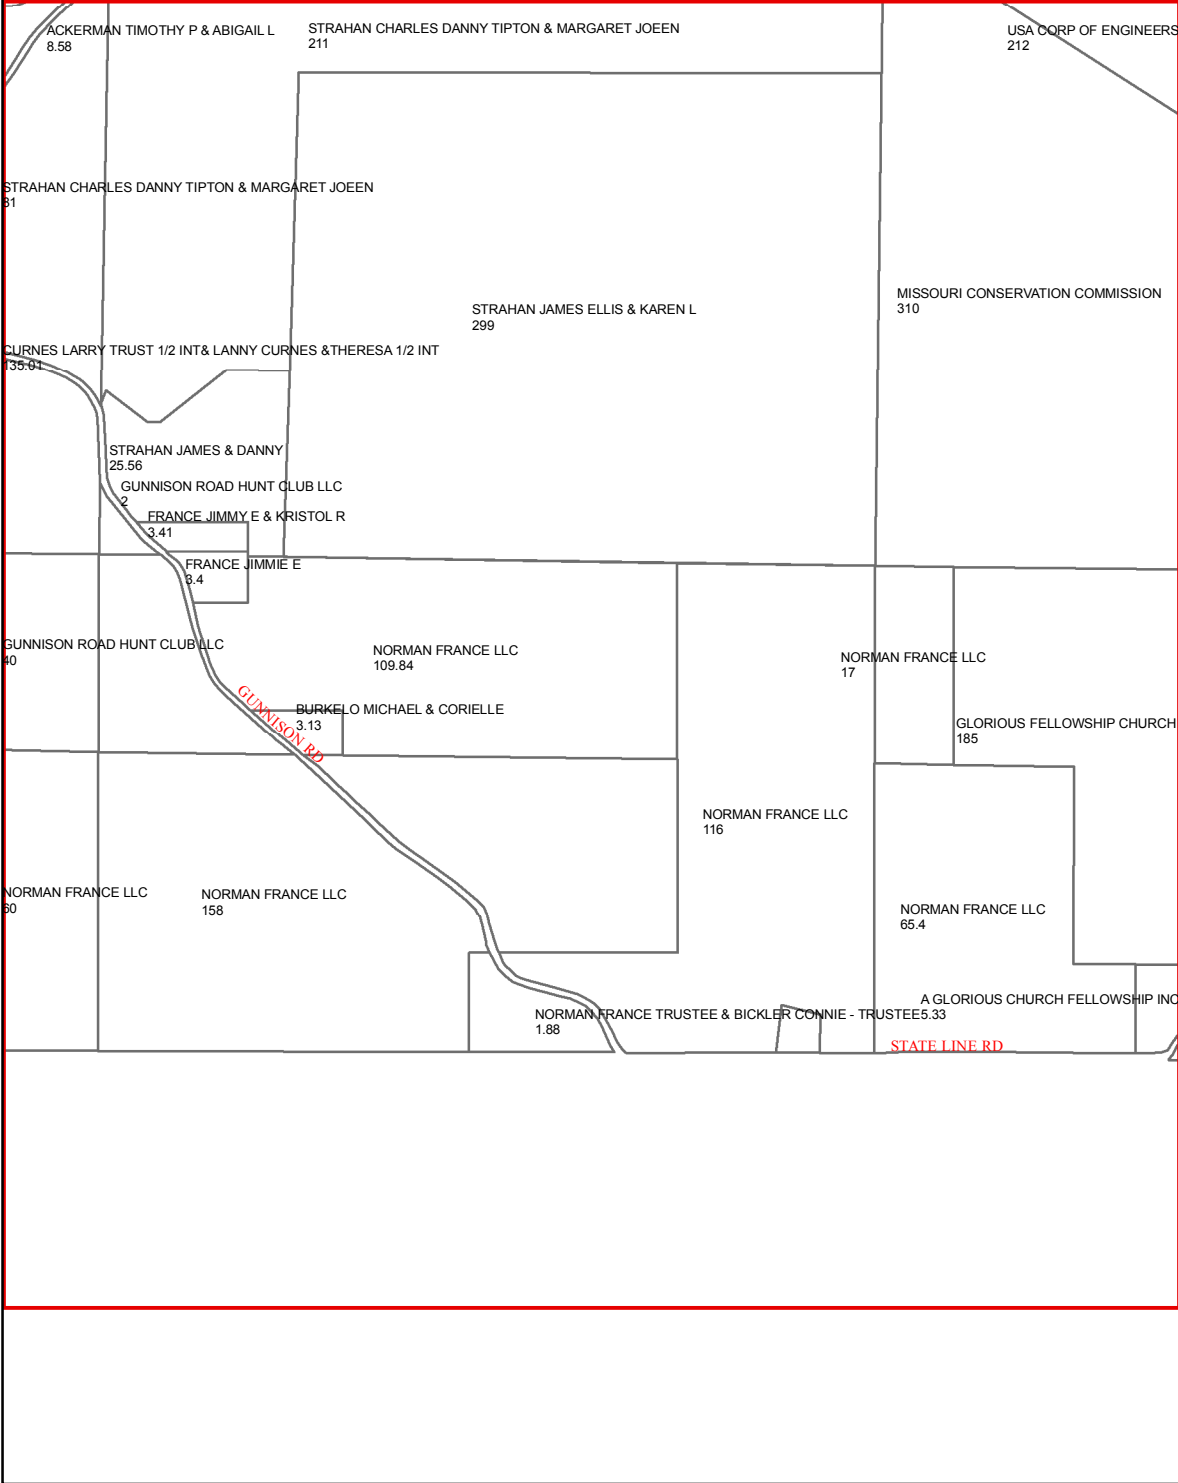 ACKERMAN TIMOTHY P & ABIGAIL L
8.58
STRAHAN CHARLES DANNY TIPTON & MARGARET JOEEN
211
USA CORP OF ENGINEERS
212
STRAHAN CHARLES DANNY TIPTON & MARGARET JOEEN
81
STRAHAN JAMES ELLIS & KAREN L
299
MISSOURI CONSERVATION COMMISSION
310
CURNES LARRY TRUST 1/2 INT& LANNY CURNES &THERESA 1/2 INT
135.01
STRAHAN JAMES & DANNY
25.56
GUNNISON ROAD HUNT CLUB LLC
2
FRANCE JIMMY E & KRISTOL R
3.41
FRANCE JIMMIE E
3.4
GUNNISON ROAD HUNT CLUB LLC
40
NORMAN FRANCE LLC
109.84
NORMAN FRANCE LLC
17
GUNNISON RD
BURKELO MICHAEL & CORIELLE
3.13
GLORIOUS FELLOWSHIP CHURCH
185
NORMAN FRANCE LLC
116
NORMAN FRANCE LLC
60
NORMAN FRANCE LLC
158
NORMAN FRANCE LLC
65.4
A GLORIOUS CHURCH FELLOWSHIP INC
5.33
NORMAN FRANCE TRUSTEE & BICKLER CONNIE - TRUSTEE
1.88
STATE LINE RD